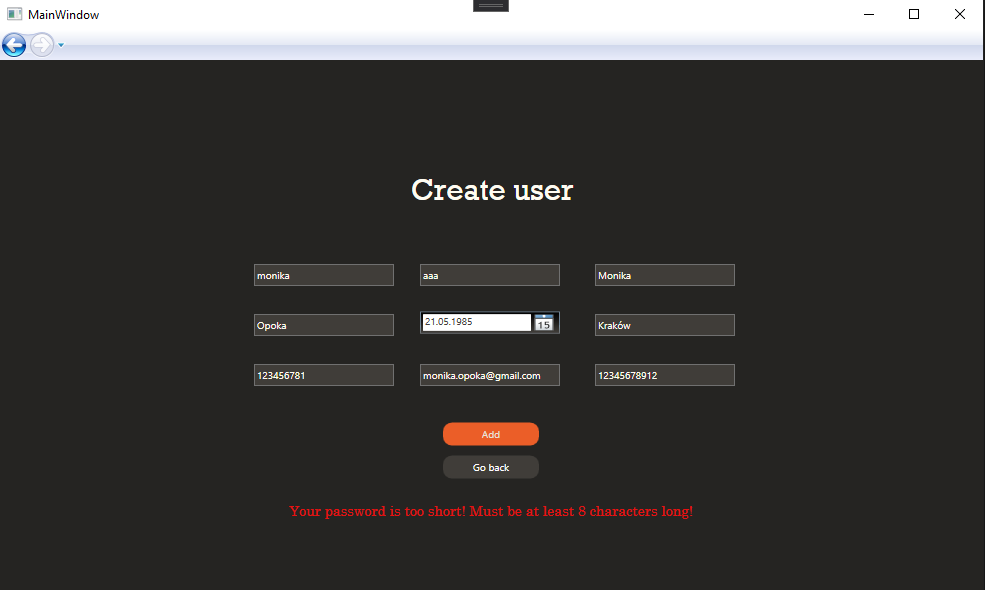 MainWindow
Create user
monika aaa Monika
Opoka 21.05.1985 15 Kraków
123456781 monika.opoka@gmail.com 12345678912
Add
Go back
Your password is too short! Must be at least 8 characters long!